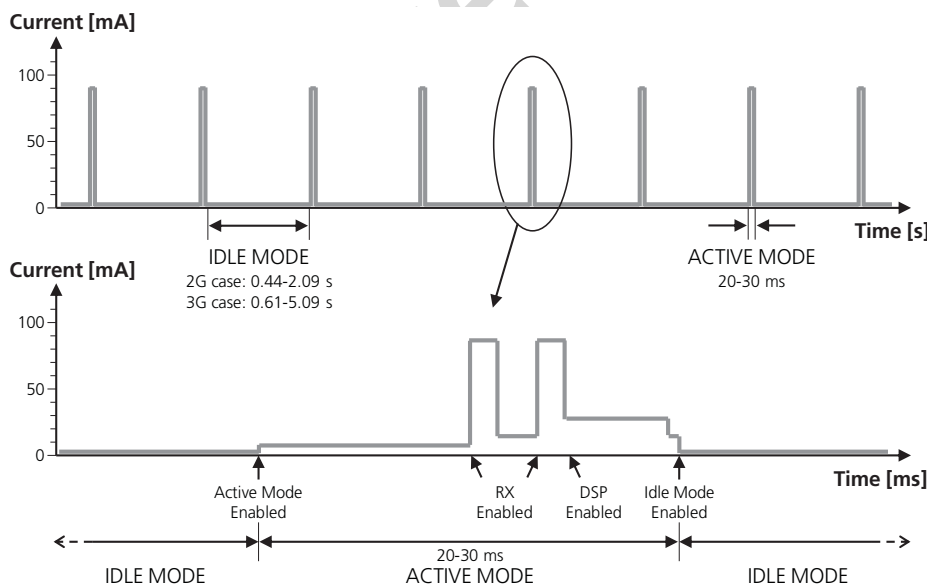 Current [mA]
100
50
0
Time [s]
IDLE MODE
2G case: 0.44-2.09 s
3G case: 0.61-5.09 s
ACTIVE MODE
20-30 ms
Current [mA]
100
50
0
Time [ms]
Active Mode
Enabled
RX
Enabled
DSP
Enabled
Idle Mode
Enabled
20-30 ms
IDLE MODE
ACTIVE MODE
IDLE MODE